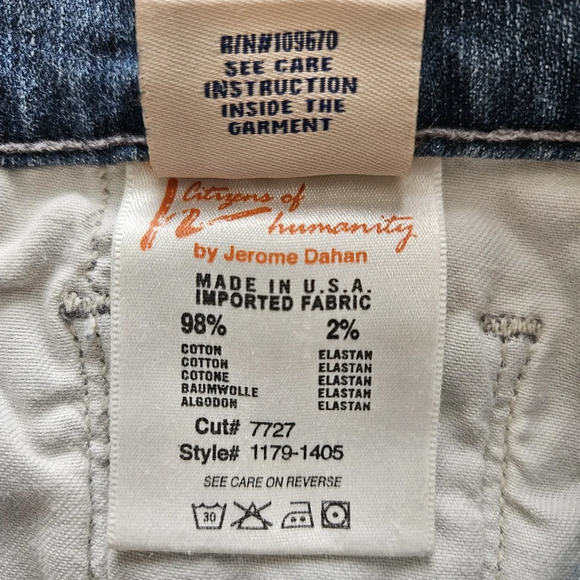 R/N#109670
SEE CARE
INSTRUCTION
INSIDE THE
GARMENT
Citizens of
humanity
by Jerome Dahan
MADE IN U.S.A.
IMPORTED FABRIC
98% 2%
COTON ELASTAN
COTTON ELASTAN
COTONE ELASTAN
BAUMWOLLE ELASTAN
ALGODON ELASTAN
Cut# 7727
Style# 1179-1405
SEE CARE ON REVERSE
30